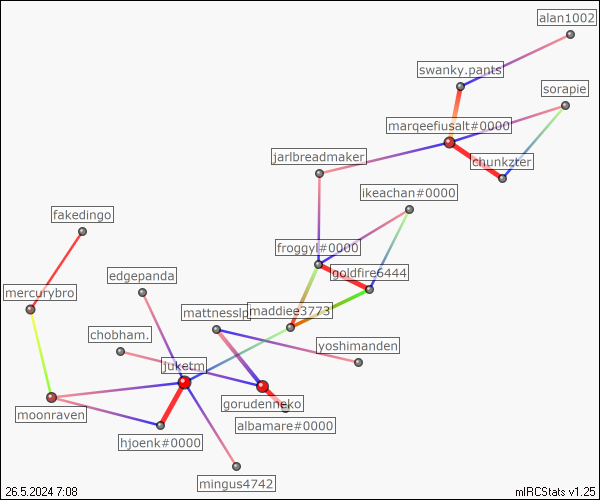 alan1002
swanky.pants
sorapie
marqeefiusalt#0000
chunkzter
jarlbreadmaker
ikeachan#0000
fakedingo
froggyl#0000
goldfire6444
edgepanda
mercurybro
mattnesslp
maddiee3773
chobham.
yoshimanden
juketm
gorudenneko
moonraven
albamare#0000
hjoenk#0000
mingus4742
26.5.2024 7:08
mIRCStats v1.25